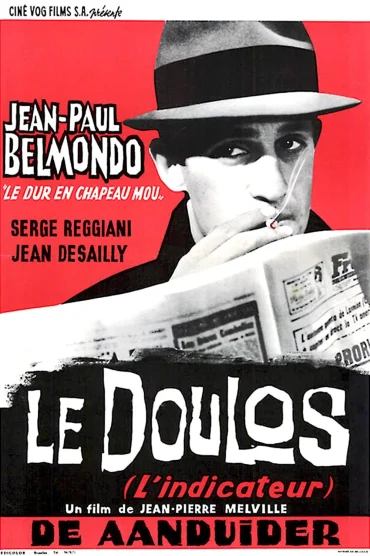 CINÉ VOG FILMS S.A. présente
JEAN-PAUL
BELMONDO
"LE DUR EN CHAPEAU MOU"
SERGE REGGIANI
JEAN DESAILLY
LE DOULOS
(L'indicateur)
Un film de JEAN-PIERRE MELVILLE
DE AANDUIDER